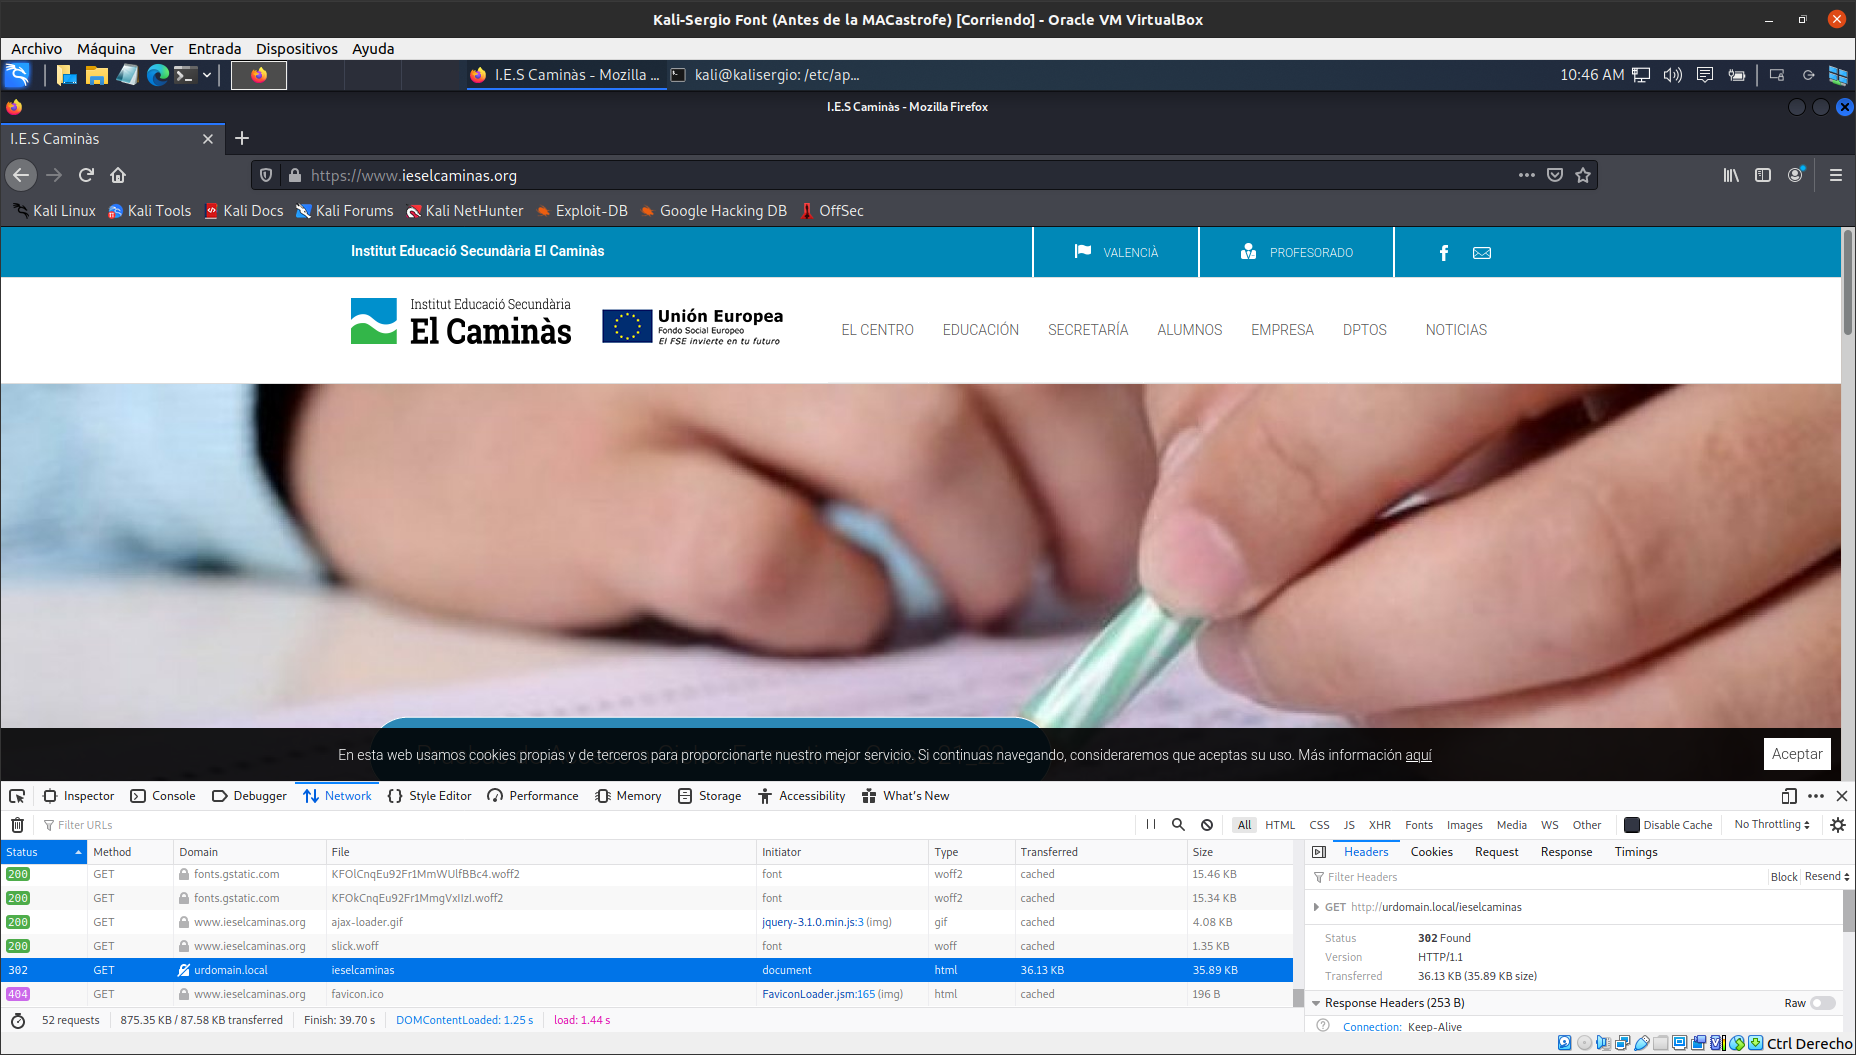 Kali-Sergio Font (Antes de la MACastrofe) [Corriendo] - Oracle VM VirtualBox
Archivo Máquina Ver Entrada Dispositivos Ayuda
I.E.S Caminàs - Mozilla ... kali@kalisergio: /etc/ap... 10:46 AM
I.E.S Caminàs - Mozilla Firefox
I.E.S Caminàs
https://www.ieselcaminas.org
Kali Linux Kali Tools Kali Docs Kali Forums Kali NetHunter Exploit-DB Google Hacking DB OffSec
Institut Educació Secundària El Caminàs VALENCIÀ PROFESORADO
Institut Educació Secundària
El Caminàs
Unión Europea
Fondo Social Europeo
El FSE invierte en tu futuro
EL CENTRO EDUCACIÓN SECRETARÍA ALUMNOS EMPRESA DPTOS NOTICIAS
En esta web usamos cookies propias y de terceros para proporcionarte nuestro mejor servicio. Si continuas navegando, consideraremos que aceptas su uso. Más información aquí Aceptar
Inspector Console Debugger Network Style Editor Performance Memory Storage Accessibility What's New
Filter URLs All HTML CSS JS XHR Fonts Images Media WS Other Disable Cache No Throttling
Status Method Domain File Initiator Type Transferred Size
200 GET fonts.gstatic.com KFOlCnqEu92Fr1MmWUlfBBc4.woff2 font woff2 cached 15.46 KB
200 GET fonts.gstatic.com KFOkCnqEu92Fr1MmgVxIIzI.woff2 font woff2 cached 15.34 KB
200 GET www.ieselcaminas.org ajax-loader.gif jquery-3.1.0.min.js:3 (img) gif cached 4.08 KB
200 GET www.ieselcaminas.org slick.woff font woff cached 1.35 KB
302 GET urdomain.local ieselcaminas document html 36.13 KB 35.89 KB
404 GET www.ieselcaminas.org favicon.ico FaviconLoader.jsm:165 (img) html cached 196 B
52 requests 875.35 KB / 87.58 KB transferred Finish: 39.70 s DOMContentLoaded: 1.25 s load: 1.44 s
Headers Cookies Request Response Timings
Filter Headers Block Resend
GET http://urdomain.local/ieselcaminas
Status 302 Found
Version HTTP/1.1
Transferred 36.13 KB (35.89 KB size)
Response Headers (253 B) Raw
Connection: Keep-Alive
Ctrl Derecho